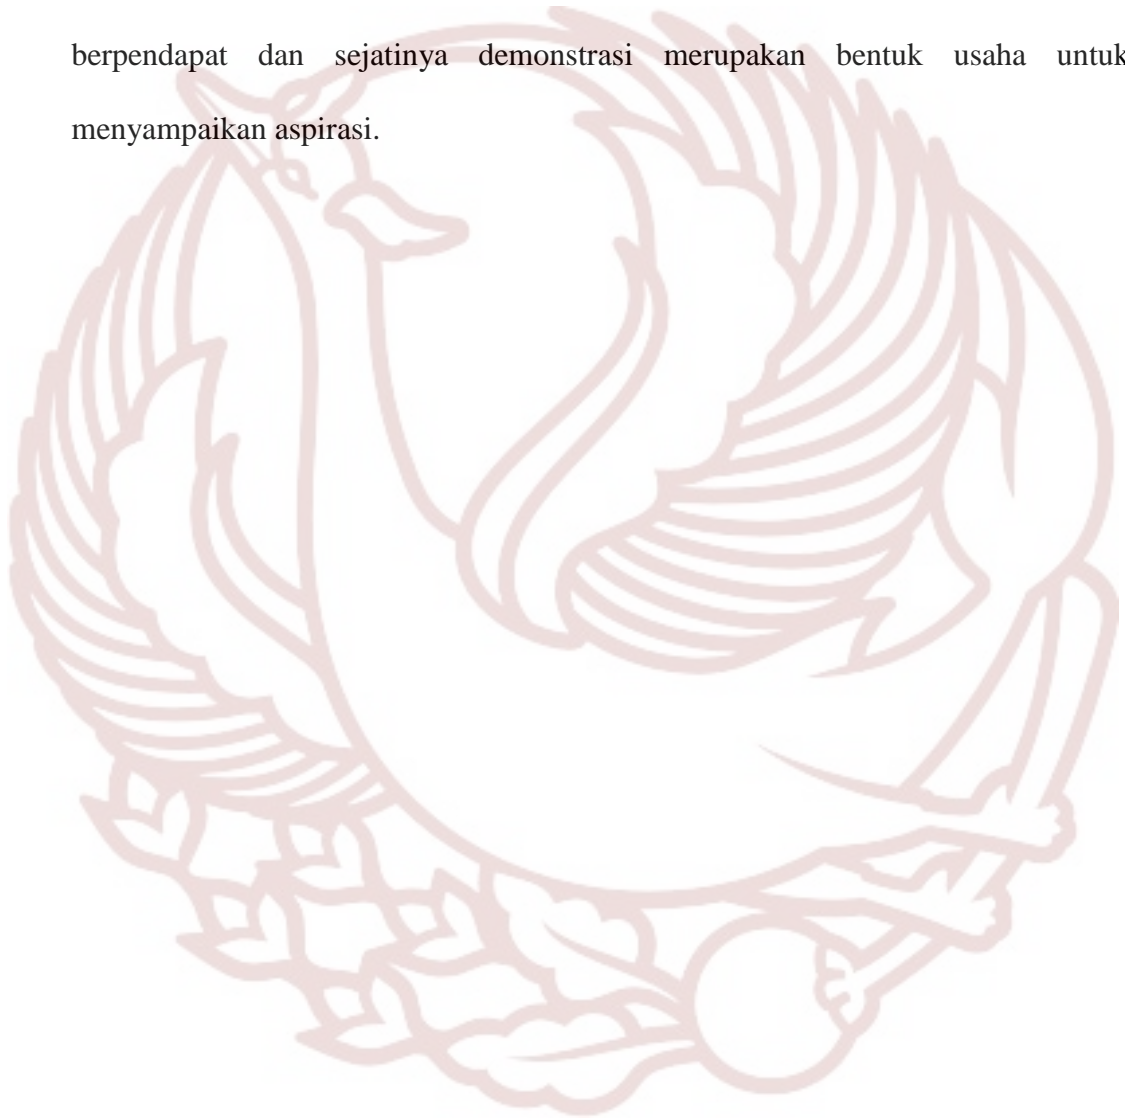 berpendapat dan sejatinya demonstrasi merupakan bentuk usaha untuk
menyampaikan aspirasi.